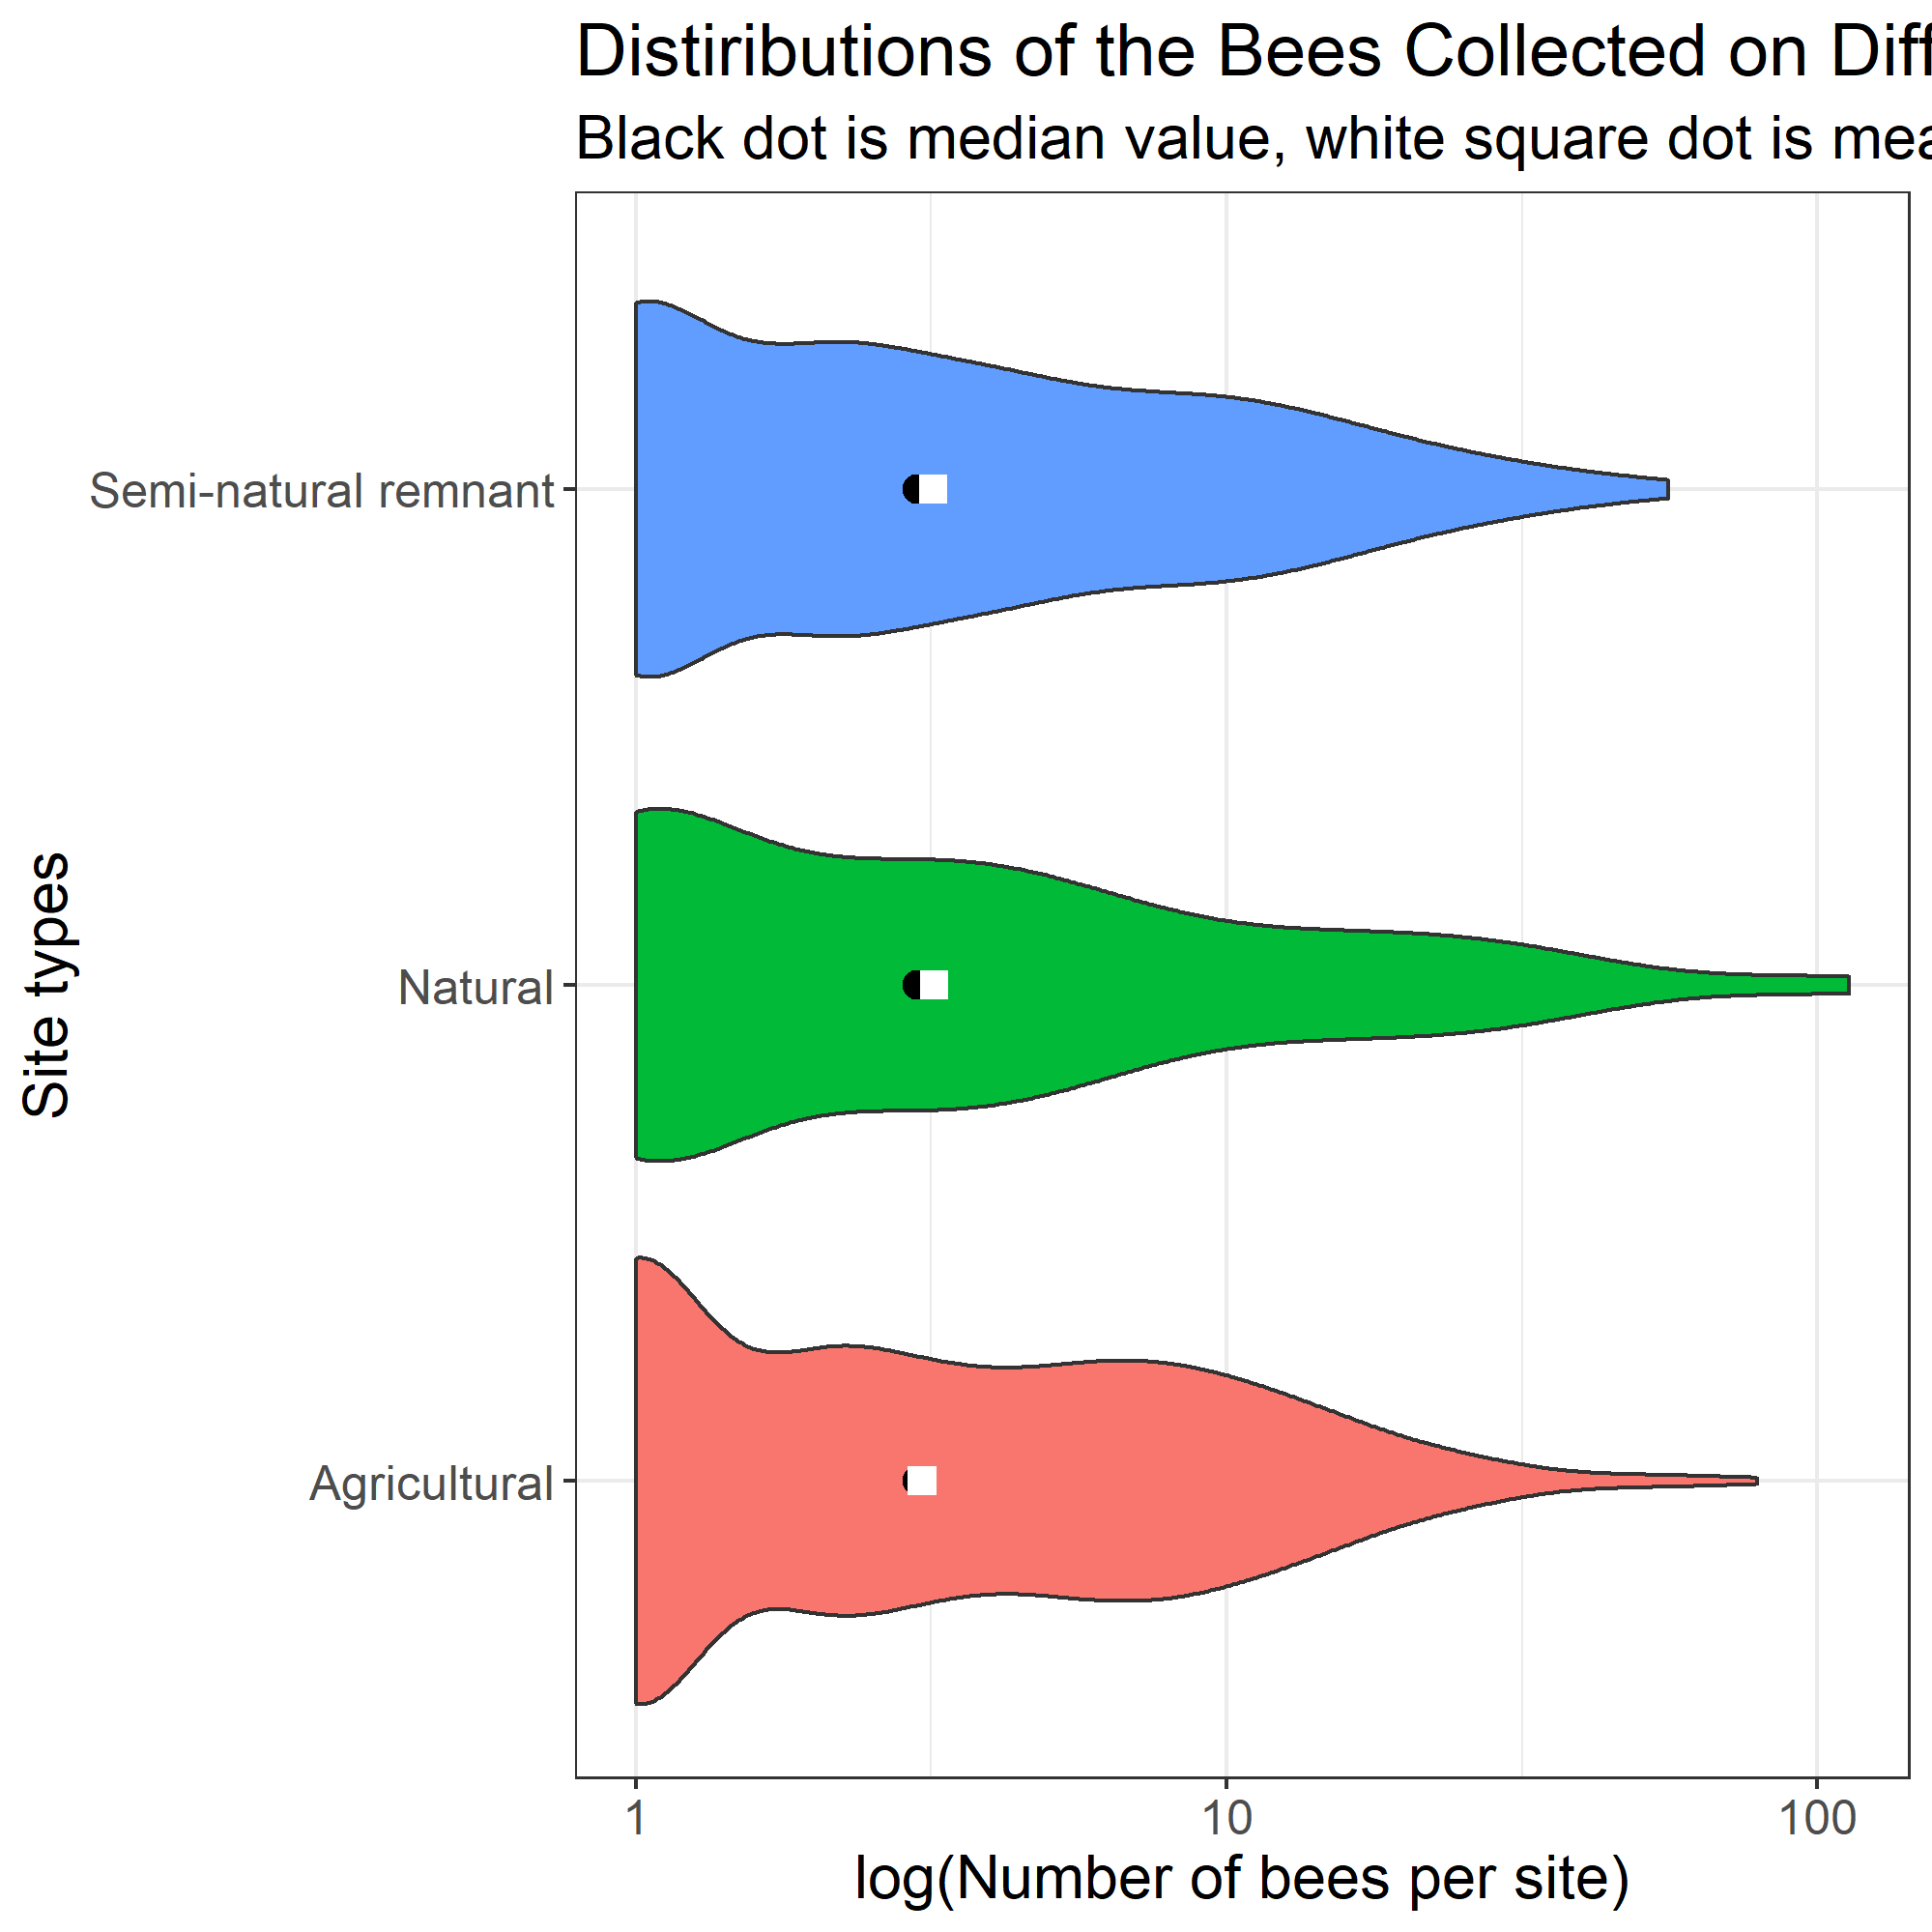 Distiributions of the Bees Collected on Diff
Black dot is median value, white square dot is mea
Site types
Semi-natural remnant
Natural
Agricultural
1 10 100
log(Number of bees per site)